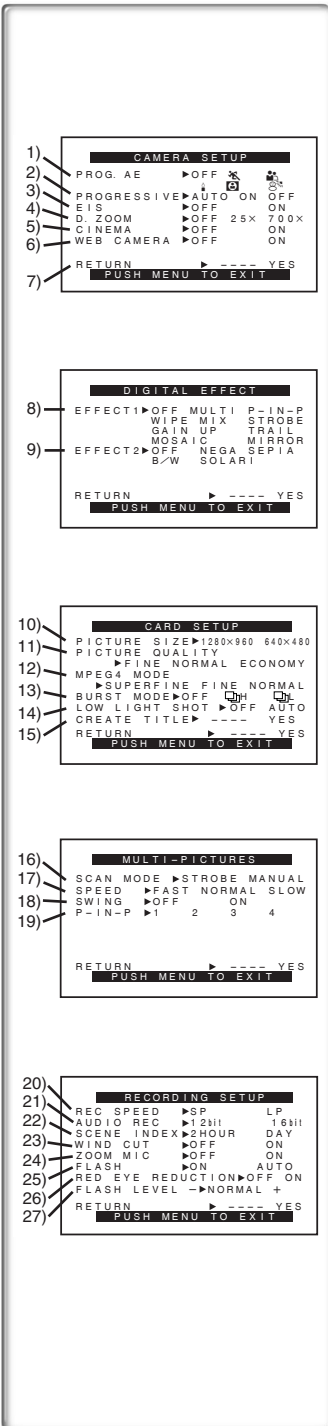 1)
2)
3)
4)
5)
6)
7)
CAMERA SETUP
PROG. AE ►OFF
PROGRESSIVE►AUTO ON OFF
EIS ►OFF ON
D. ZOOM ►OFF 25× 700×
CINEMA ►OFF ON
WEB CAMERA ►OFF ON
RETURN ► ---- YES
PUSH MENU TO EXIT
8)
9)
DIGITAL EFFECT
EFFECT1►OFF MULTI P-IN-P
WIPE MIX STROBE
GAIN UP TRAIL
MOSAIC MIRROR
EFFECT2►OFF NEGA SEPIA
B/W SOLARI
RETURN ► ---- YES
PUSH MENU TO EXIT
10)
11)
12)
13)
14)
15)
CARD SETUP
PICTURE SIZE►1280×960 640×480
PICTURE QUALITY
►FINE NORMAL ECONOMY
MPEG4 MODE
►SUPERFINE FINE NORMAL
BURST MODE►OFF H L
LOW LIGHT SHOT ►OFF AUTO
CREATE TITLE► ---- YES
RETURN ► ---- YES
PUSH MENU TO EXIT
16)
17)
18)
19)
MULTI-PICTURES
SCAN MODE ►STROBE MANUAL
SPEED ►FAST NORMAL SLOW
SWING ►OFF ON
P-IN-P ►1 2 3 4
RETURN ► ---- YES
PUSH MENU TO EXIT
20)
21)
22)
23)
24)
25)
26)
27)
RECORDING SETUP
REC SPEED ►SP LP
AUDIO REC ►12bit 16bit
SCENE INDEX►2HOUR DAY
WIND CUT ►OFF ON
ZOOM MIC ►OFF ON
FLASH ►ON AUTO
RED EYE REDUCTION►OFF ON
FLASH LEVEL -►NORMAL +
RETURN ► ---- YES
PUSH MENU TO EXIT